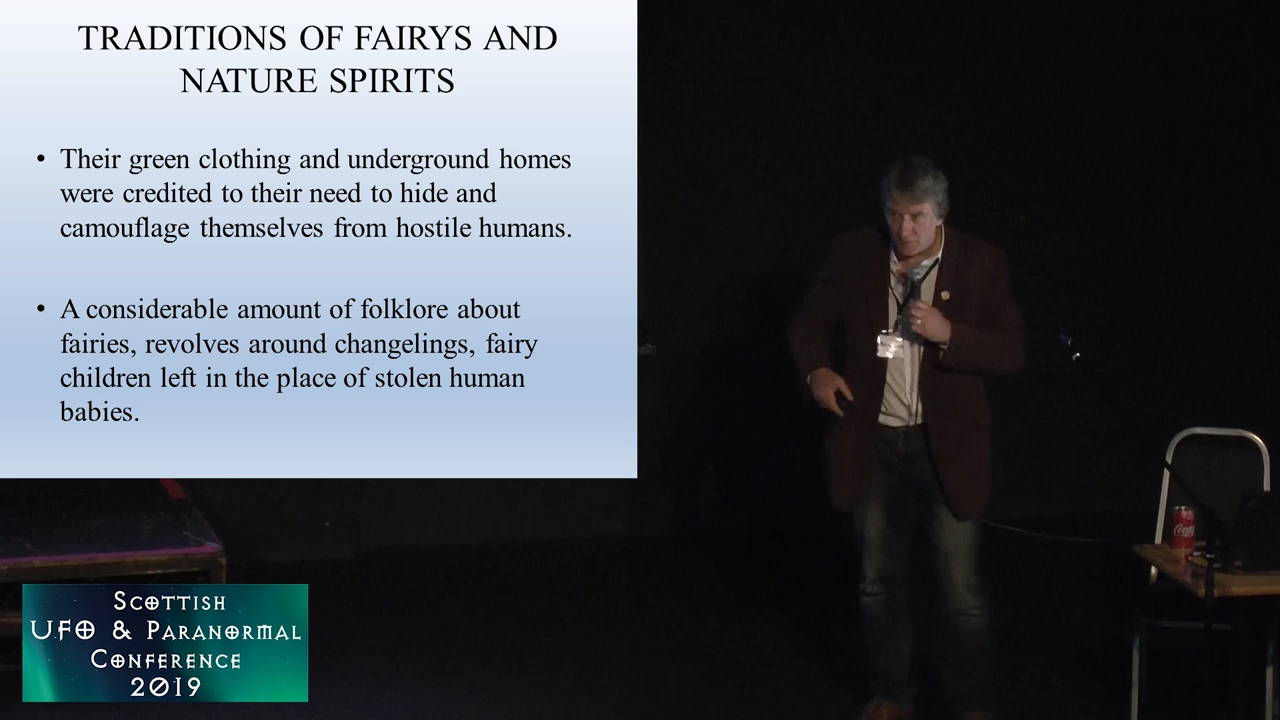 TRADITIONS OF FAIRYS AND
NATURE SPIRITS
• Their green clothing and underground homes
were credited to their need to hide and
camouflage themselves from hostile humans.
• A considerable amount of folklore about
fairies, revolves around changelings, fairy
children left in the place of stolen human
babies.
SCOTTISH
UFO & PARANORMAL
CONFERENCE
2019